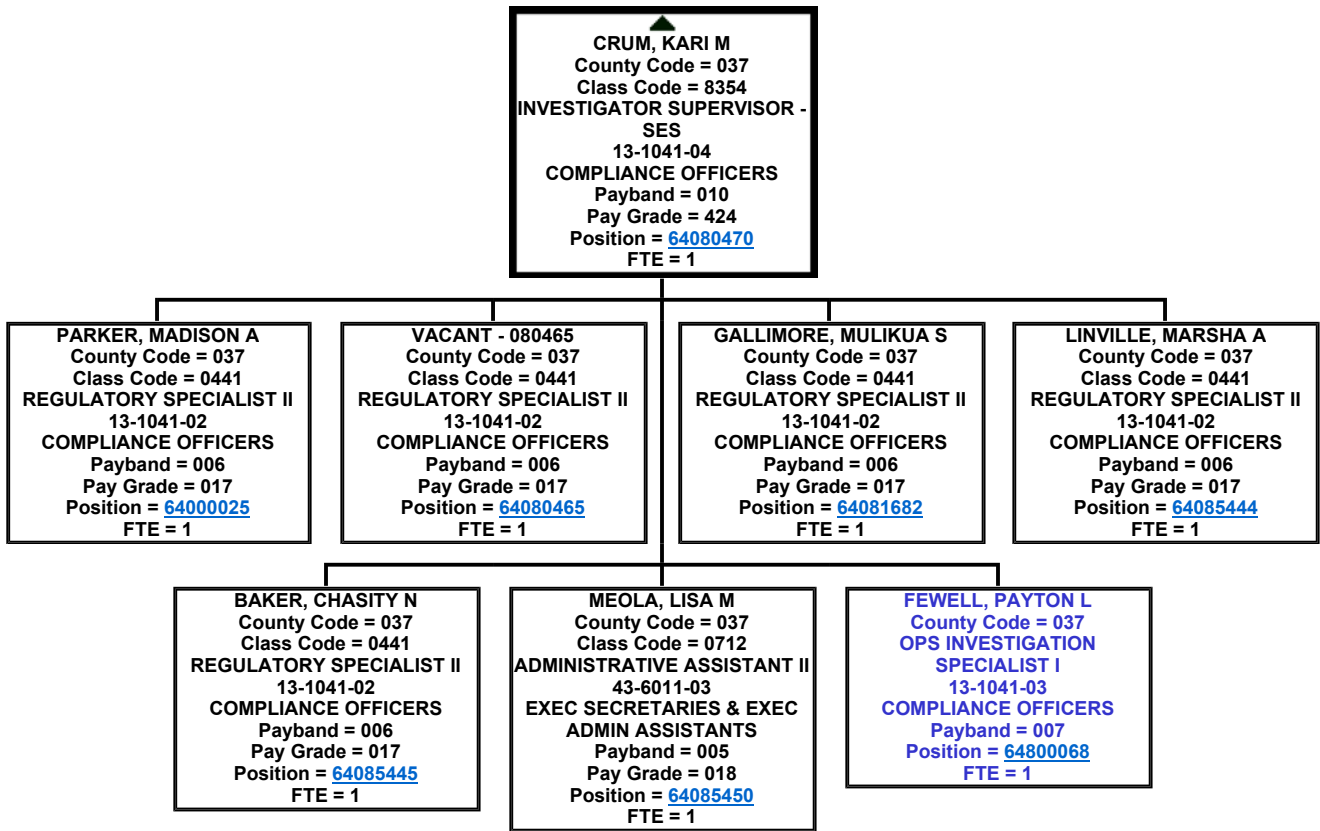 CRUM, KARI M
County Code = 037
Class Code = 8354
INVESTIGATOR SUPERVISOR -
SES
13-1041-04
COMPLIANCE OFFICERS
Payband = 010
Pay Grade = 424
Position = 64080470
FTE = 1
PARKER, MADISON A
County Code = 037
Class Code = 0441
REGULATORY SPECIALIST II
13-1041-02
COMPLIANCE OFFICERS
Payband = 006
Pay Grade = 017
Position = 64000025
FTE = 1
VACANT - 080465
County Code = 037
Class Code = 0441
REGULATORY SPECIALIST II
13-1041-02
COMPLIANCE OFFICERS
Payband = 006
Pay Grade = 017
Position = 64080465
FTE = 1
GALLIMORE, MULIKUA S
County Code = 037
Class Code = 0441
REGULATORY SPECIALIST II
13-1041-02
COMPLIANCE OFFICERS
Payband = 006
Pay Grade = 017
Position = 64081682
FTE = 1
LINVILLE, MARSHA A
County Code = 037
Class Code = 0441
REGULATORY SPECIALIST II
13-1041-02
COMPLIANCE OFFICERS
Payband = 006
Pay Grade = 017
Position = 64085444
FTE = 1
BAKER, CHASITY N
County Code = 037
Class Code = 0441
REGULATORY SPECIALIST II
13-1041-02
COMPLIANCE OFFICERS
Payband = 006
Pay Grade = 017
Position = 64085445
FTE = 1
MEOLA, LISA M
County Code = 037
Class Code = 0712
ADMINISTRATIVE ASSISTANT II
43-6011-03
EXEC SECRETARIES & EXEC
ADMIN ASSISTANTS
Payband = 005
Pay Grade = 018
Position = 64085450
FTE = 1
FEWELL, PAYTON L
County Code = 037
OPS INVESTIGATION
SPECIALIST I
13-1041-03
COMPLIANCE OFFICERS
Payband = 007
Position = 64800068
FTE = 1